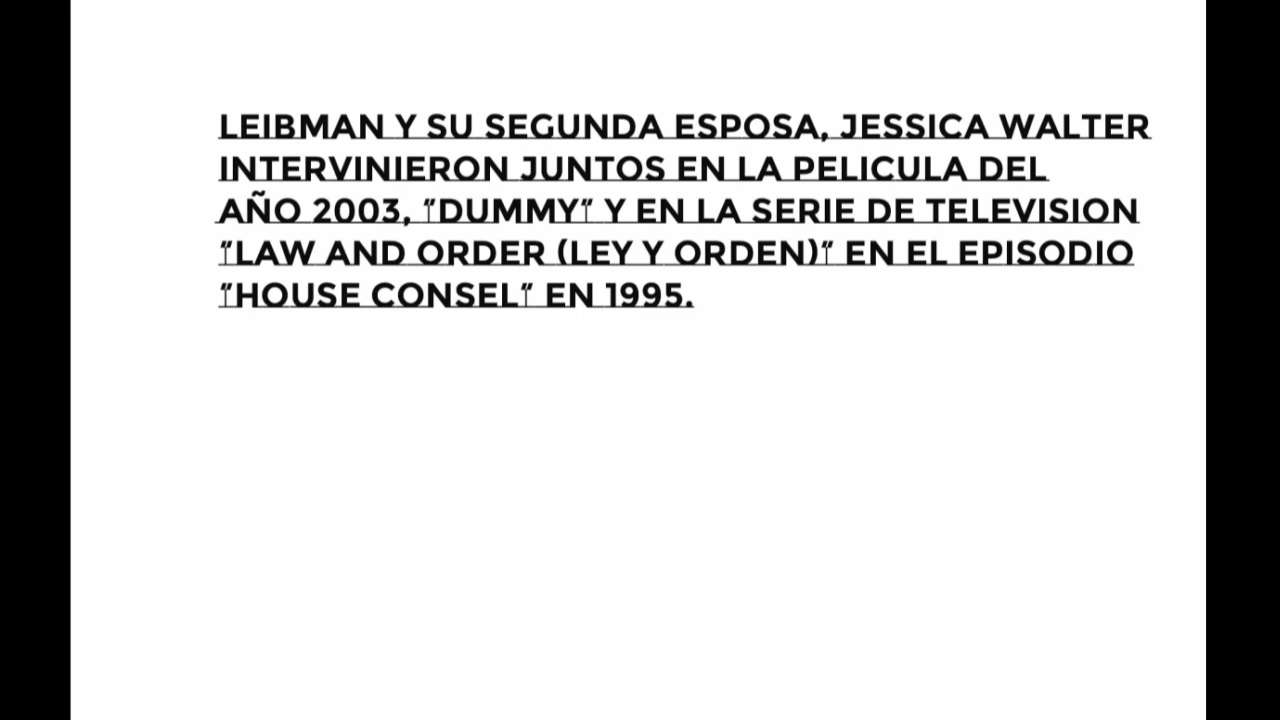 LEIBMAN Y SU SEGUNDA ESPOSA, JESSICA WALTER
INTERVINIERON JUNTOS EN LA PELICULA DEL
AÑO 2003, "DUMMY" Y EN LA SERIE DE TELEVISION
"LAW AND ORDER (LEY Y ORDEN)" EN EL EPISODIO
"HOUSE CONSEL" EN 1995.